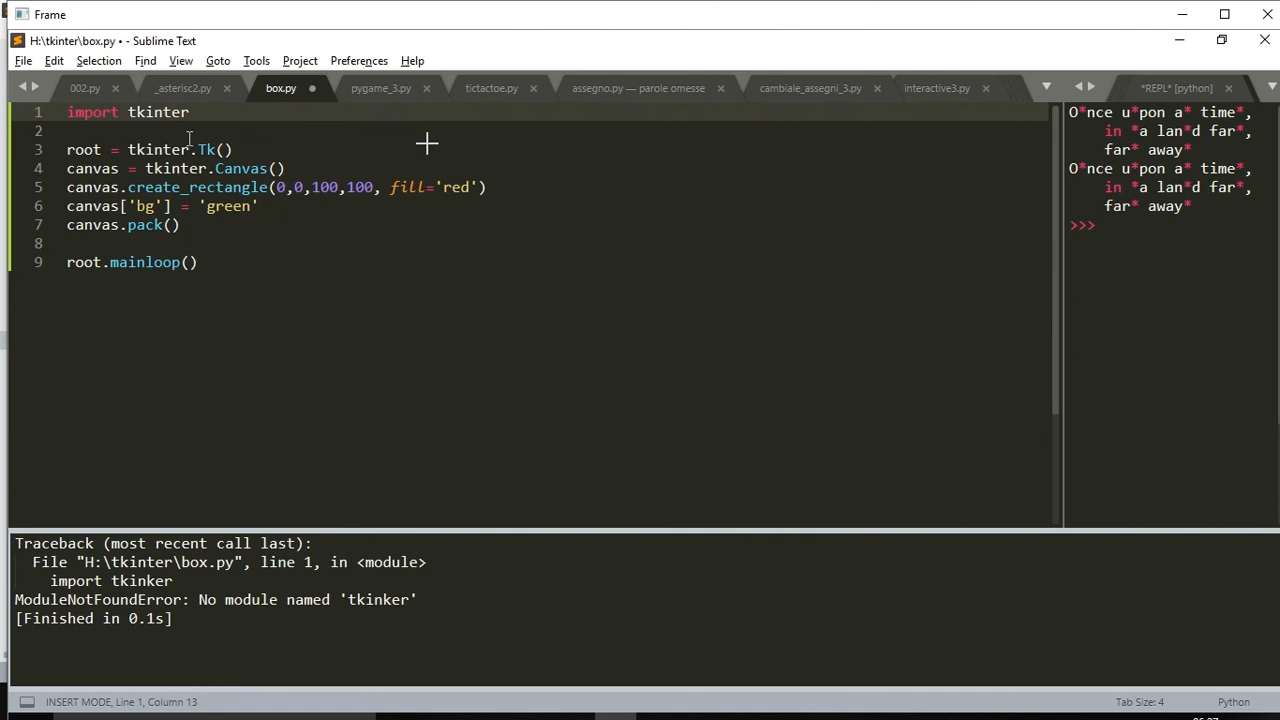 Frame
H:\tkinter\box.py • - Sublime Text
File Edit Selection Find View Goto Tools Project Preferences Help
002.py _asterisc2.py box.py pygame_3.py tictactoe.py assegno.py — parole omesse cambiale_assegni_3.py interactive3.py *REPL* [python]
1 import tkinter
2
3 root = tkinter.Tk()
4 canvas = tkinter.Canvas()
5 canvas.create_rectangle(0,0,100,100, fill='red')
6 canvas['bg'] = 'green'
7 canvas.pack()
8
9 root.mainloop()
O*nce u*pon a* time*,
in *a lan*d far*,
far* away*
O*nce u*pon a* time*,
in *a lan*d far*,
far* away*
>>>
Traceback (most recent call last):
File "H:\tkinter\box.py", line 1, in <module>
import tkinker
ModuleNotFoundError: No module named 'tkinker'
[Finished in 0.1s]
INSERT MODE, Line 1, Column 13 Tab Size: 4 Python